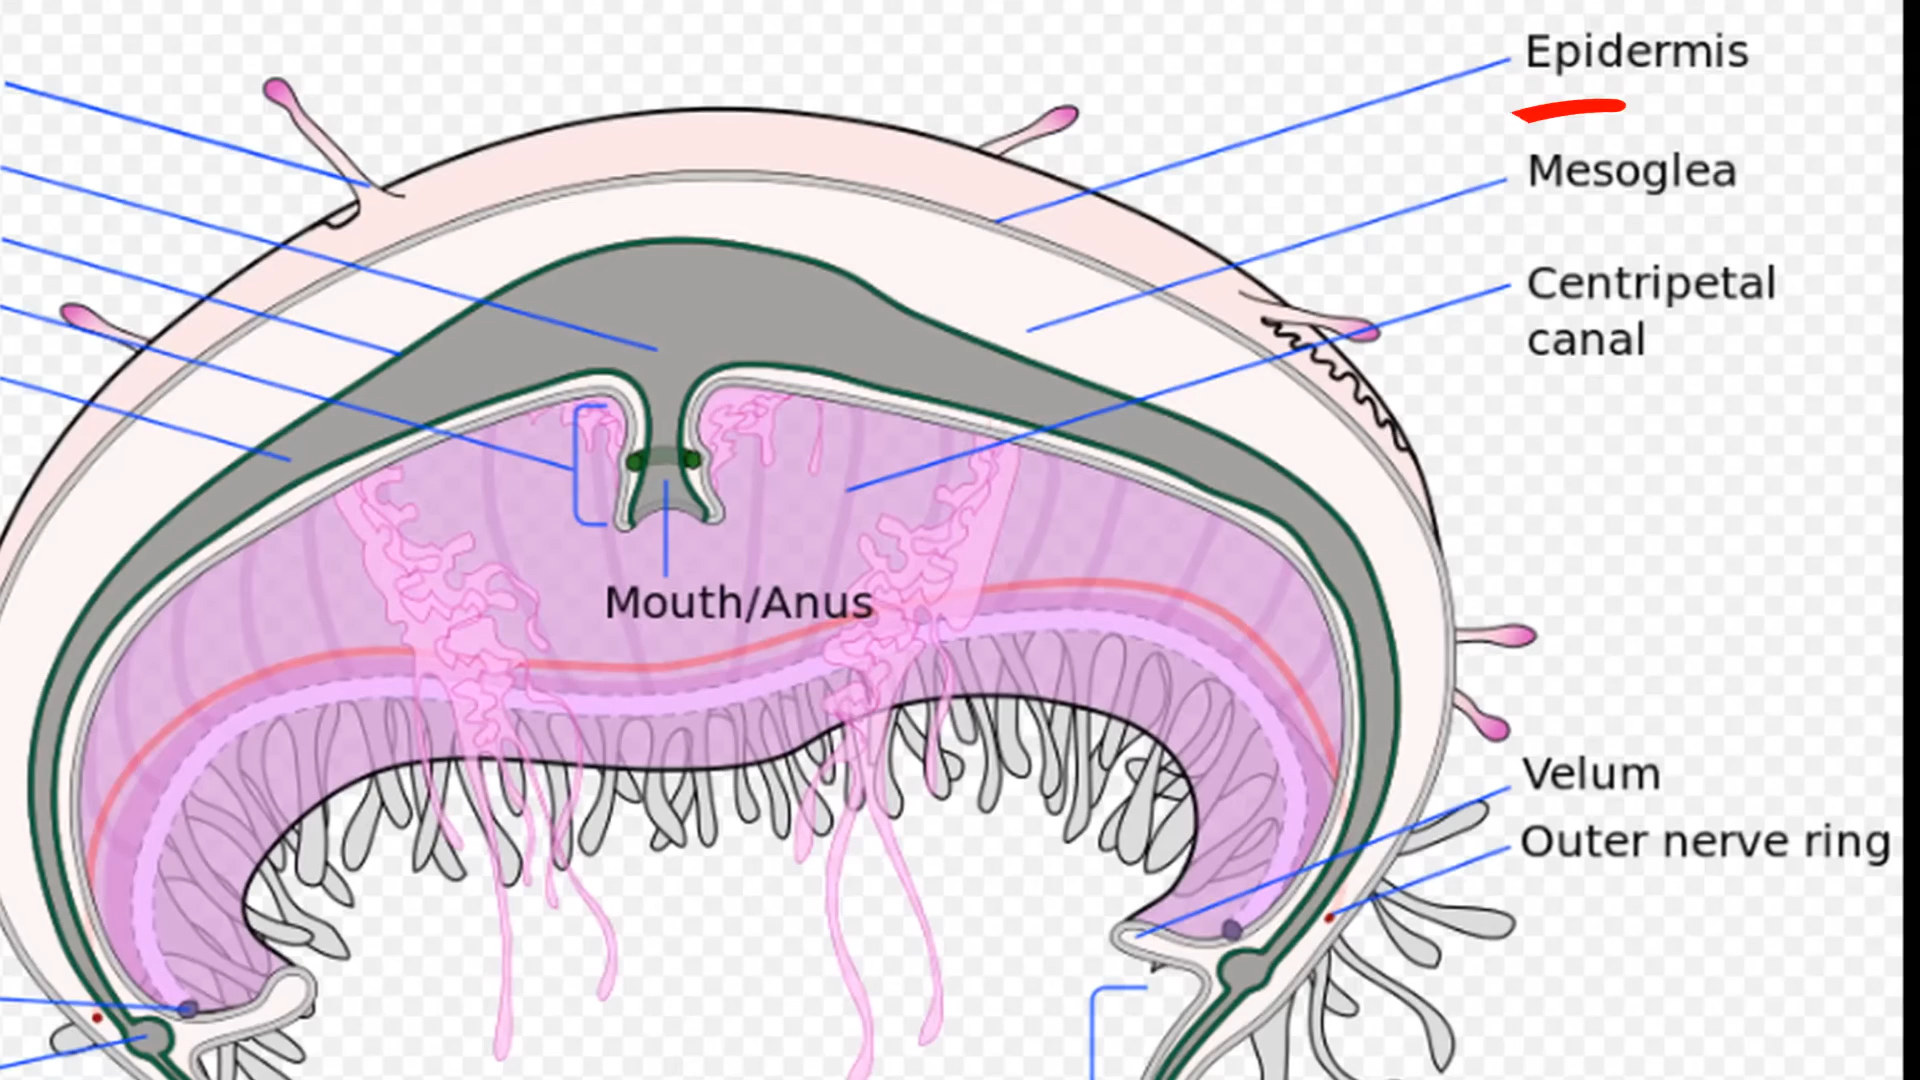 Epidermis
Mesoglea
Centripetal
canal
Mouth/Anus
Velum
Outer nerve ring